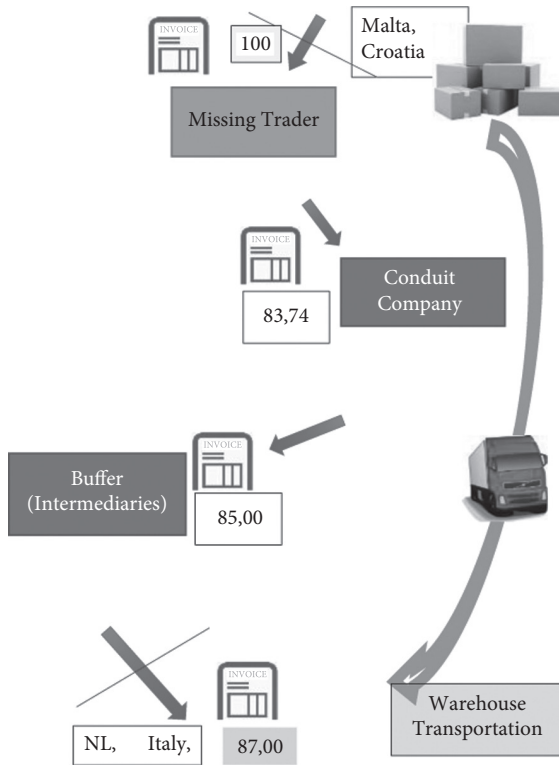 INVOICE
100
Malta,
Croatia
Missing Trader
INVOICE
83,74
Conduit
Company
INVOICE
Buffer
(Intermediaries)
85,00
INVOICE
NL, Italy,
87,00
Warehouse
Transportation